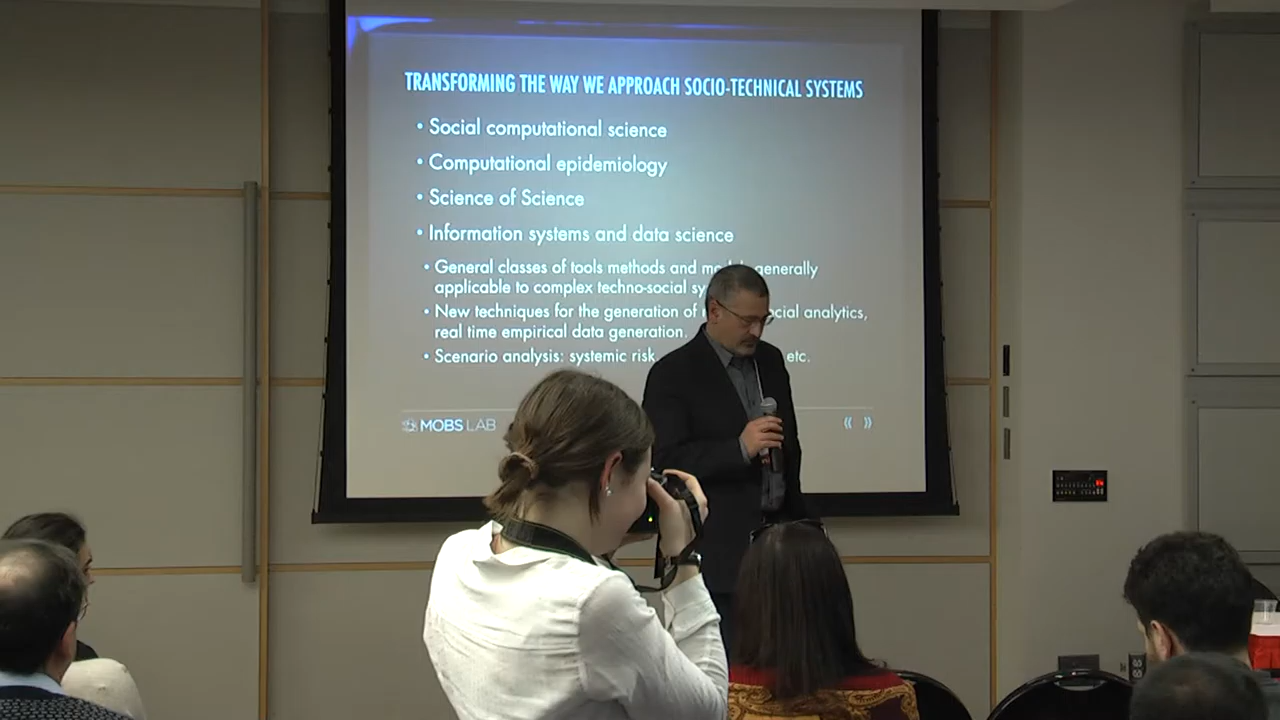 TRANSFORMING THE WAY WE APPROACH SOCIO-TECHNICAL SYSTEMS
• Social computational science
• Computational epidemiology
• Science of Science
• Information systems and data science
• General classes of tools methods and generally
applicable to complex techno-social
• New techniques for the generation of social analytics,
real time empirical data generation.
• Scenario analysis: systemic risk, etc.
MOBS LAB « »